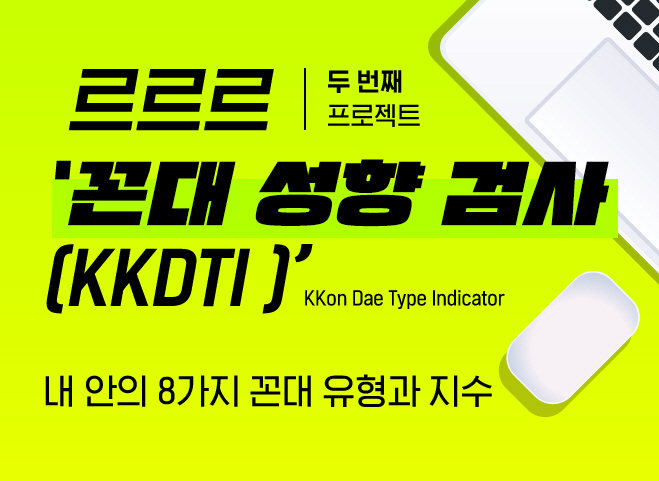 르르르
두 번째
프로젝트
'꼰대 성향 검사
(KKDTI )'
KKon Dae Type Indicator
내 안의 8가지 꼰대 유형과 지수